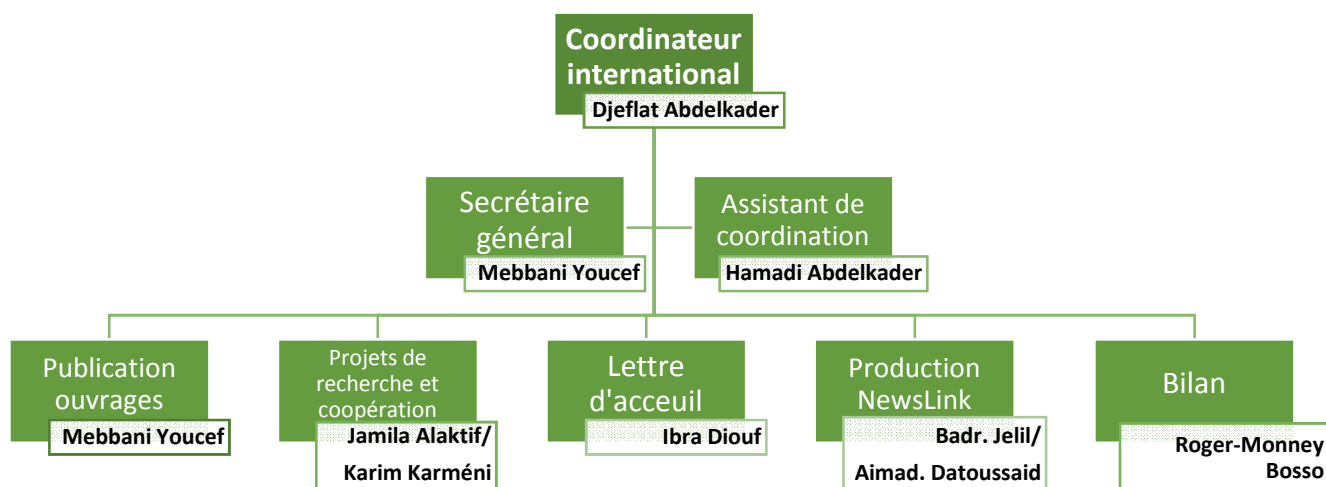 Coordinateur
international
Djeflat Abdelkader
Secrétaire
général
Mebbani Youcef
Assistant de
coordination
Hamadi Abdelkader
Publication
ouvrages
Mebbani Youcef
Projets de
recherche et
coopération
Jamila Alaktif/
Karim Karméni
Lettre
d'acceuil
Ibra Diouf
Production
NewsLink
Badr. Jelil/
Aimad. Datoussaid
Bilan
Roger-Monney
Bosso